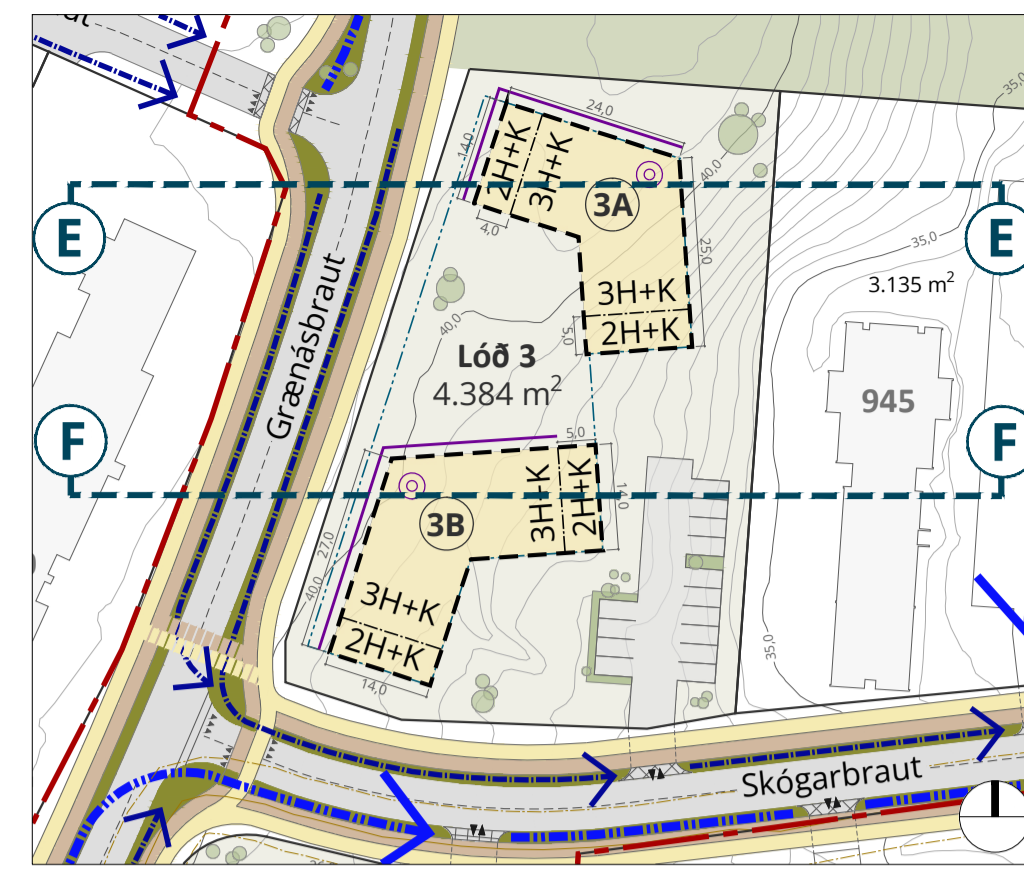 24,0
35,0
14,0
2H+K
3H+K
40,0
3A
E
E
4,0
25,0
35,0
3.135 m²
3H+K
2H+K
5,0
40,0
Grænásbraut
Lóð 3
4.384 m²
945
F
F
5,0
3H+K
2H+K
14,0
3B
27,0
40,0
3H+K
2H+K
35,0
14,0
Skógarbraut